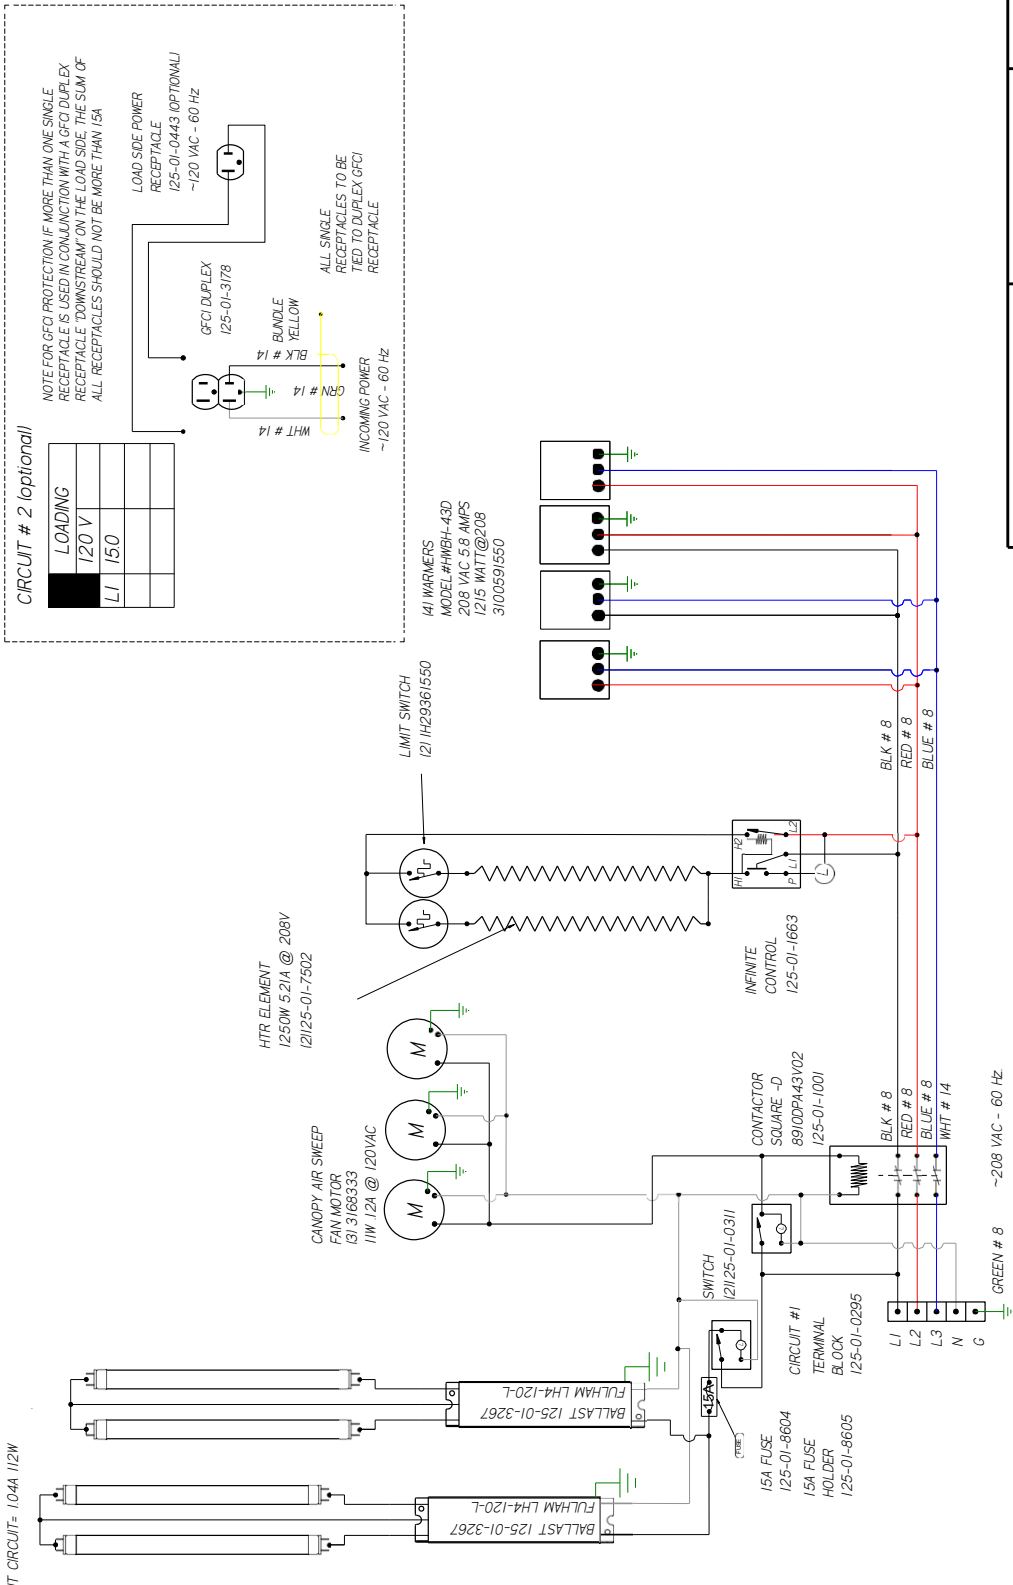 CIRCUIT # 2 (optional)
LOADING
120 V
L1 15.0
NOTE FOR GFCI PROTECTION, IF MORE THAN ONE SINGLE
RECEPTACLE IS USED IN CONJUNCTION WITH A GFCI DUPLEX
RECEPTACLE "DOWNSTREAM" ON THE LOAD SIDE, THE SUM OF
ALL RECEPTACLES SHOULD NOT BE MORE THAN 15A
LOAD SIDE POWER
RECEPTACLE
125-01-0443 (OPTIONAL)
~120 VAC - 60 Hz
GFCI DUPLEX
125-01-3178
BUNDLE
YELLOW
BLK # 14
GRN # 14
WHT # 14
INCOMING POWER
~120 VAC - 60 Hz
ALL SINGLE
RECEPTACLES TO BE
TIED TO DUPLEX GFCI
RECEPTACLE
(4) WARMERS
MODEL#HWBH-43D
208 VAC 5.8 AMPS
1215 WATT@208
3100591550
LIMIT SWITCH
(2) 1H29361550
HTR ELEMENT
1250W 5.21A @ 208V
(2)125-01-7502
BLK # 8
RED # 8
BLUE # 8
H1
H2
P
L1
L2
L
INFINITE
CONTROL
125-01-1663
CANOPY AIR SWEEP
FAN MOTOR
(3) 3168333
11W .12A @ 120VAC
M
M
M
CONTACTOR
SQUARE -D
8910DPA43V02
125-01-1001
BLK # 8
RED # 8
BLUE # 8
WHT # 14
~208 VAC - 60 Hz
GREEN # 8
SWITCH
(2)125-01-0311
CIRCUIT #1
TERMINAL
BLOCK
125-01-0295
L1
L2
L3
N
G
15A
FUSE
15A FUSE
125-01-8604
15A FUSE
HOLDER
125-01-8605
BALLAST 125-01-3267
FULHAM LH4-120-L
BALLAST 125-01-3267
FULHAM LH4-120-L
T CIRCUIT= 1.04A 112W